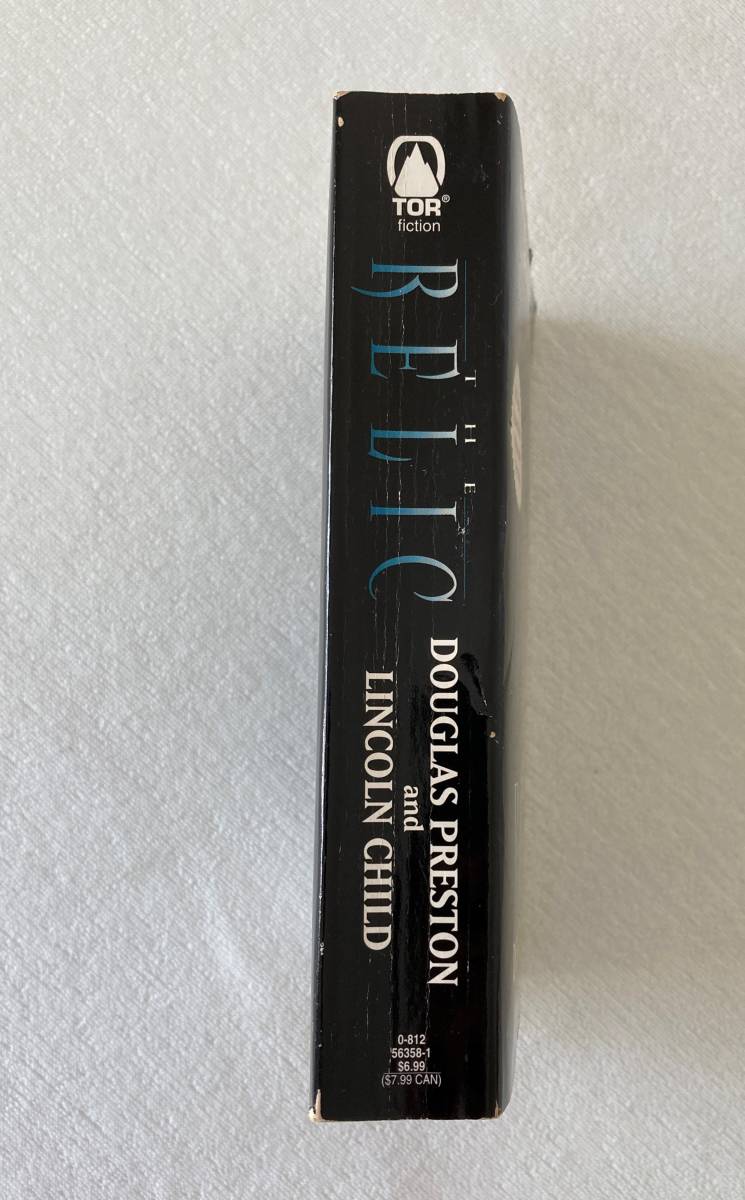 TOR®
fiction
THE
RELIC
DOUGLAS PRESTON
and
LINCOLN CHILD
0-812
56358-1
$6.99
($7.99 CAN)